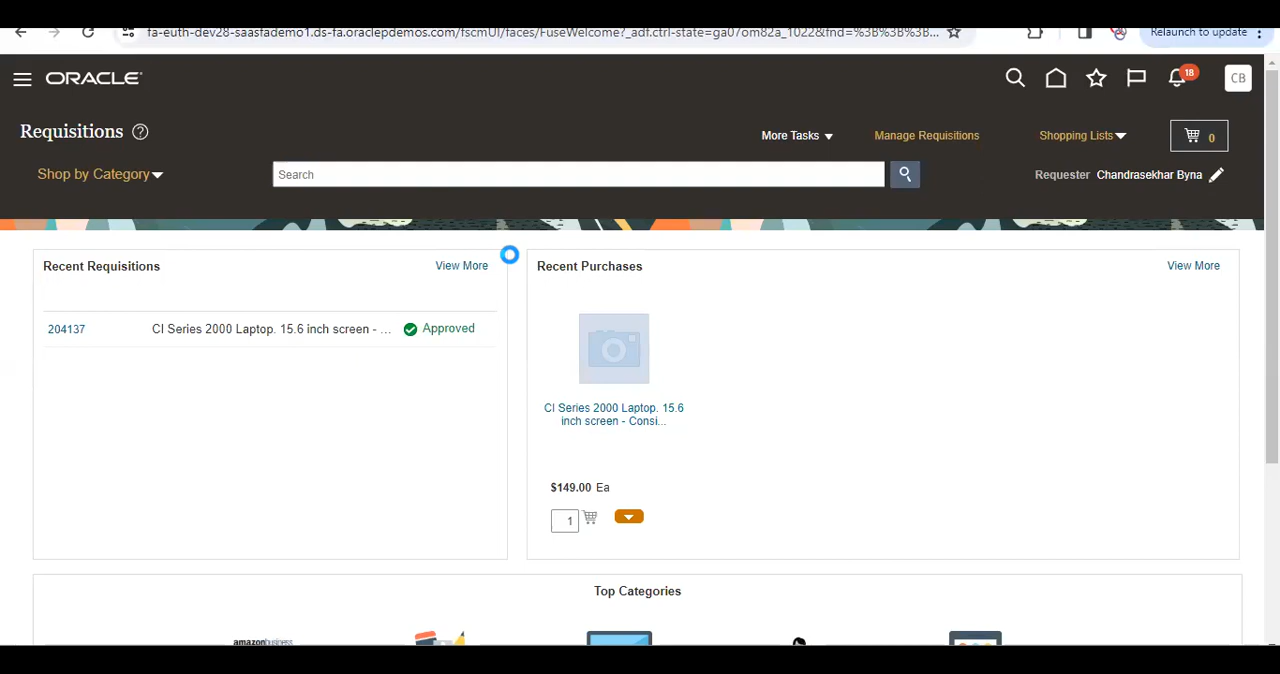 fa-euth-dev28-saasfademo1.ds-fa.oraclepdemos.com/fscmUI/faces/FuseWelcome?_adf.ctrl-state=ga07om82a_1022&fnd=%3B%3B%3B...
Relaunch to update
ORACLE
18
CB
Requisitions ?
More Tasks
Manage Requisitions
Shopping Lists
0
Shop by Category
Search
Requester Chandrasekhar Byna
Recent Requisitions
View More
Recent Purchases
View More
204137
CI Series 2000 Laptop. 15.6 inch screen - ...
Approved
CI Series 2000 Laptop. 15.6
inch screen - Consi...
$149.00 Ea
1
Top Categories
amazonbusiness